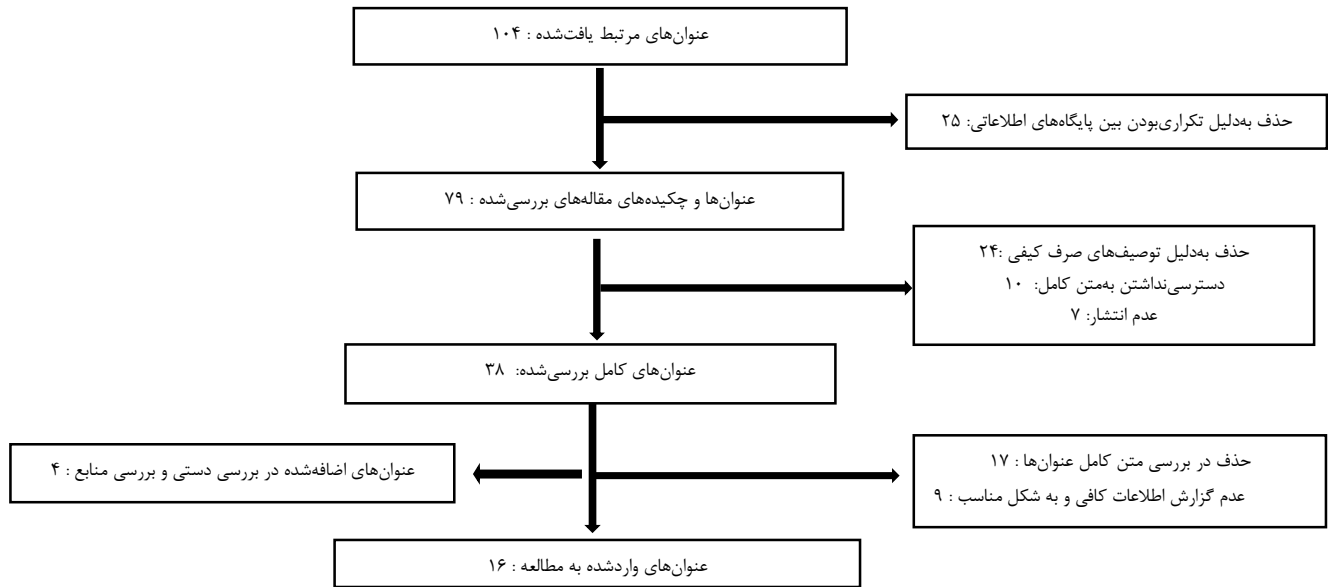 عنوان‌های مرتبط یافت‌شده : ۱۰۴
حذف به‌دلیل تکراری‌بودن بین پایگاه‌های اطلاعاتی: ۲۵
عنوان‌ها و چکیده‌های مقاله‌های بررسی‌شده : ۷۹
حذف به‌دلیل توصیف‌های صرف کیفی :۲۴
دسترسی‌نداشتن به‌متن کامل: ۱۰
عدم انتشار: ۷
عنوان‌های کامل بررسی‌شده: ۳۸
حذف در بررسی متن کامل عنوان‌ها : ۱۷
عدم گزارش اطلاعات کافی و به شکل مناسب : ۹
عنوان‌های اضافه‌شده در بررسی دستی و بررسی منابع : ۴
عنوان‌های واردشده به مطالعه : ۱۶